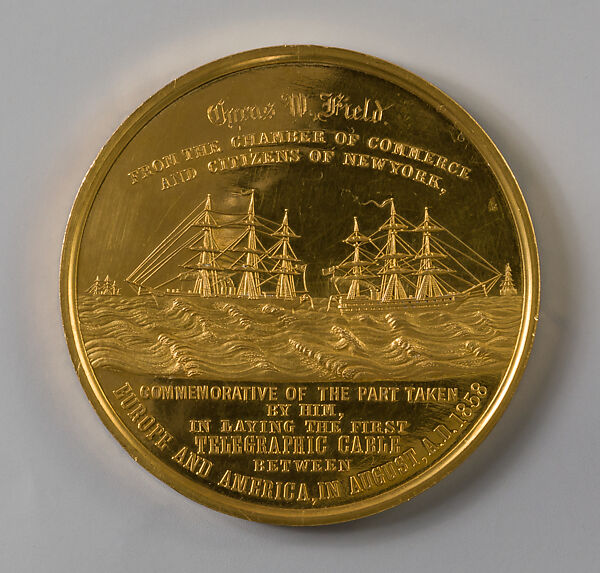 Cyrus W. Field
FROM THE CHAMBER OF COMMERCE
AND CITIZENS OF NEW YORK,
COMMEMORATIVE OF THE PART TAKEN
BY HIM,
IN LAYING THE FIRST
TELEGRAPHIC CABLE
BETWEEN
EUROPE AND AMERICA, IN AUGUST, A.D. 1858